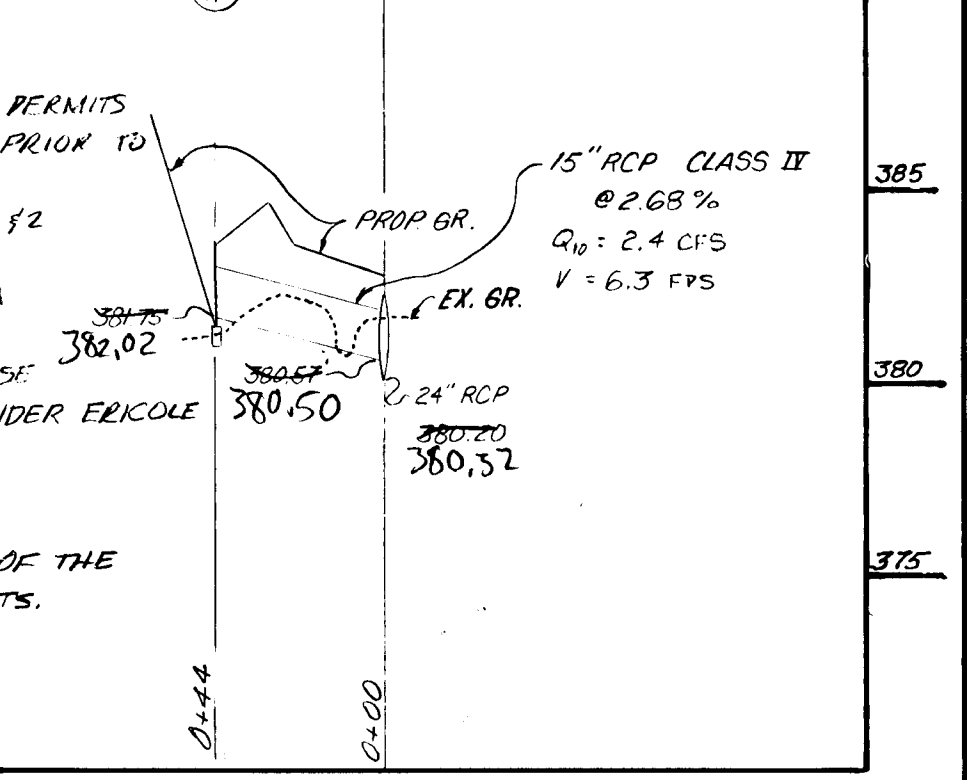 PERMITS
PRIOR TO
&2
15" RCP CLASS IV
@ 2.68 %
Q10 = 2.4 CFS
V = 6.3 FPS
385
PROP. GR.
EX. GR.
381.75
382.02
380.57
380.50
380
24" RCP
SE
ERICOLE
380.20
380.32
OF THE
TS.
375
0+44
0+00